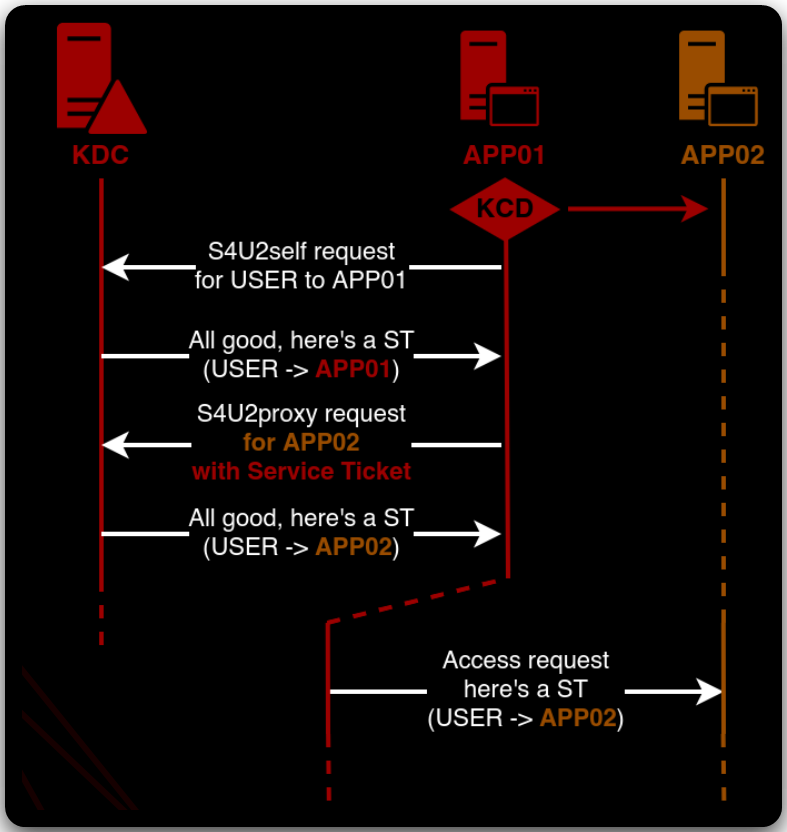 KDC
APP01
APP02
KCD
S4U2self request
for USER to APP01
All good, here's a ST
(USER -> APP01)
S4U2proxy request
for APP02
with Service Ticket
All good, here's a ST
(USER -> APP02)
Access request
here's a ST
(USER -> APP02)